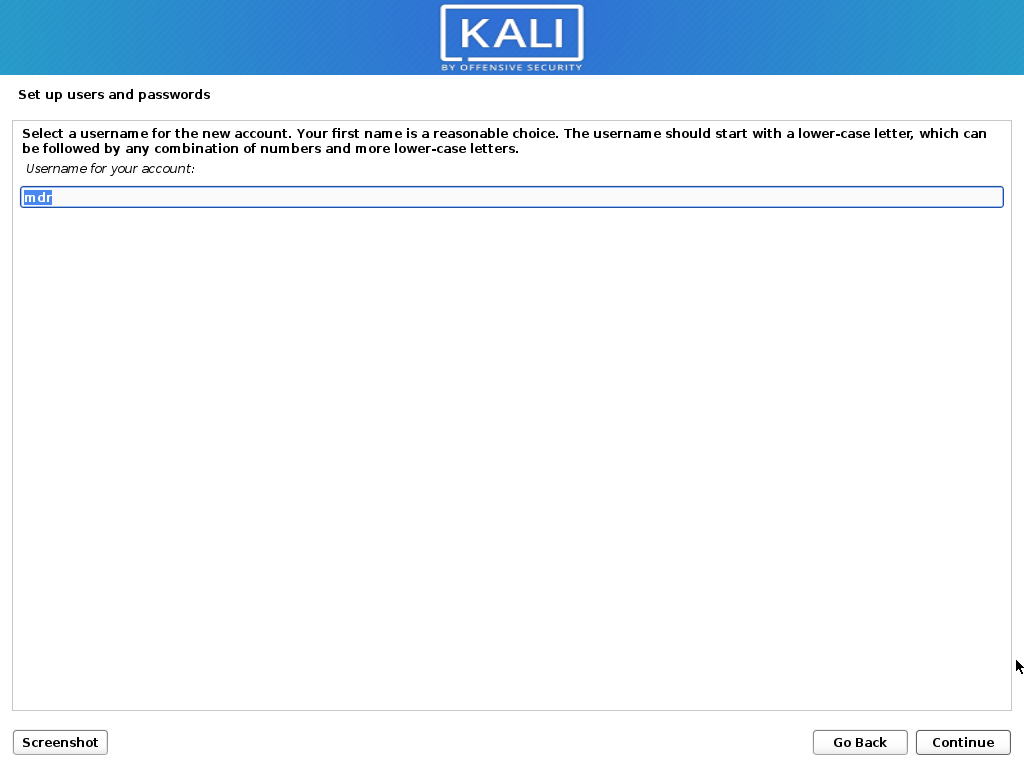 KALI
BY OFFENSIVE SECURITY
Set up users and passwords
Select a username for the new account. Your first name is a reasonable choice. The username should start with a lower-case letter, which can
be followed by any combination of numbers and more lower-case letters.
Username for your account:
mdr
Screenshot
Go Back
Continue